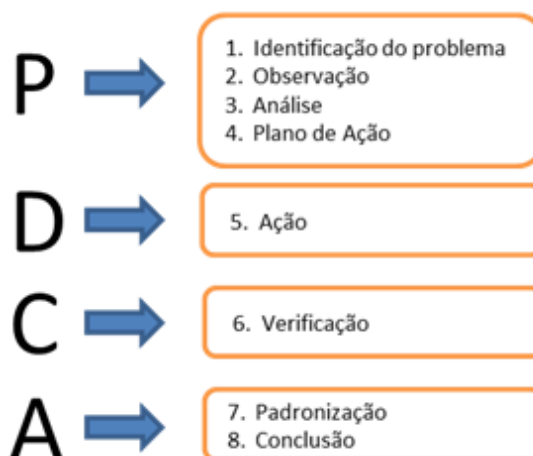 P
1. Identificação do problema
2. Observação
3. Análise
4. Plano de Ação
D
5. Ação
C
6. Verificação
A
7. Padronização
8. Conclusão